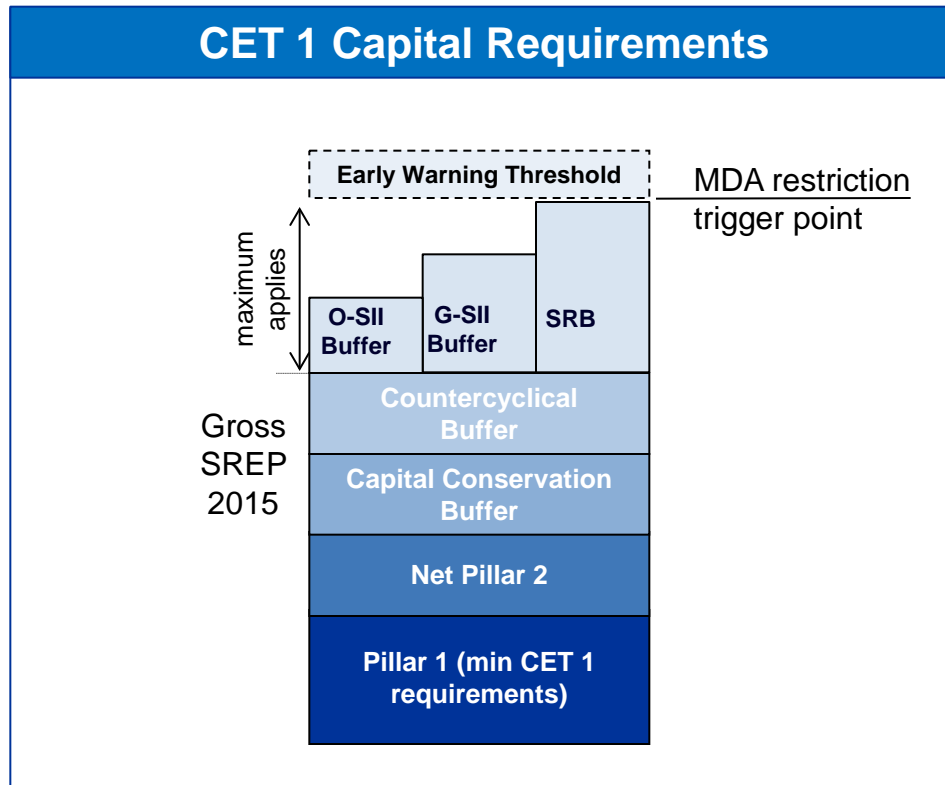 CET 1 Capital Requirements
Early Warning Threshold
MDA restriction
trigger point
maximum
applies
O-SII
Buffer
G-SII
Buffer
SRB
Countercyclical
Buffer
Gross
SREP
2015
Capital Conservation
Buffer
Net Pillar 2
Pillar 1 (min CET 1
requirements)